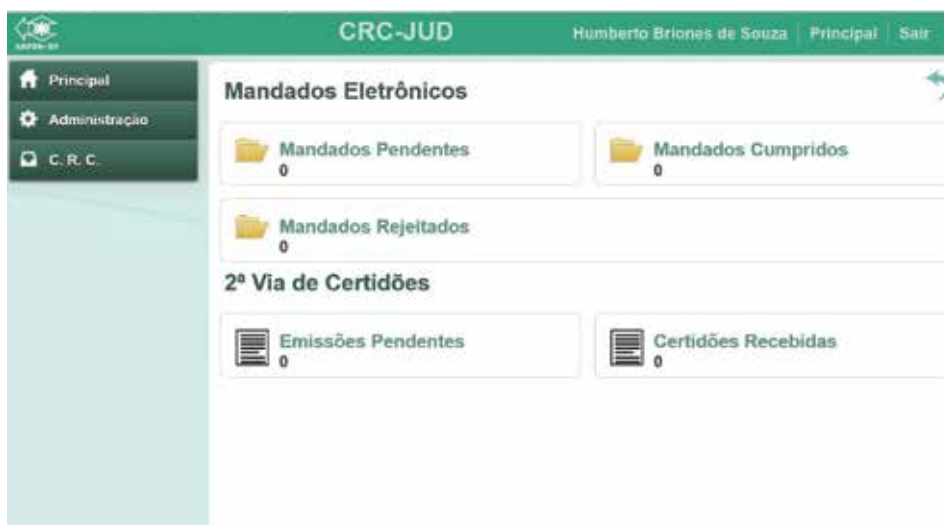 CRC-JUD
Humberto Briones de Souza Principal Sair
Principal
Administração
C. R. C.
Mandados Eletrônicos
Mandados Pendentes
0
Mandados Cumpridos
0
Mandados Rejeitados
0
2ª Via de Certidões
Emissões Pendentes
0
Certidões Recebidas
0